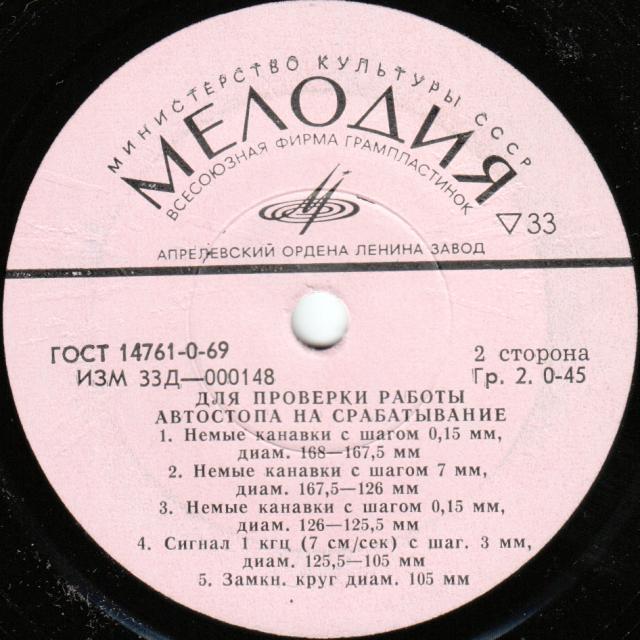 МИНИСТЕРСТВО КУЛЬТУРЫ СССР
МЕЛОДИЯ
ВСЕСОЮЗНАЯ ФИРМА ГРАМПЛАСТИНОК
▽33
АПРЕЛЕВСКИЙ ОРДЕНА ЛЕНИНА ЗАВОД
ГОСТ 14761-0-69
2 сторона
ИЗМ 33Д—000148
Гр. 2. 0-45
ДЛЯ ПРОВЕРКИ РАБОТЫ
АВТОСТОПА НА СРАБАТЫВАНИЕ
1. Немые канавки с шагом 0,15 мм,
диам. 168—167,5 мм
2. Немые канавки с шагом 7 мм,
диам. 167,5—126 мм
3. Немые канавки с шагом 0,15 мм,
диам. 126—125,5 мм
4. Сигнал 1 кгц (7 см/сек) с шаг. 3 мм,
диам. 125,5—105 мм
5. Замкн. круг диам. 105 мм